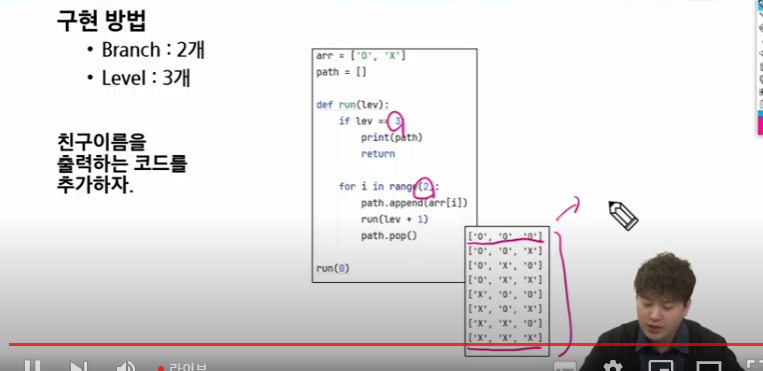 구현 방법
• Branch : 2개
• Level : 3개
친구이름을
출력하는 코드를
추가하자.
arr = ['O', 'X']
path = []
def run(lev):
if lev == 3:
print(path)
return
for i in range(2):
path.append(arr[i])
run(lev + 1)
path.pop()
run(0)
['O', 'O', 'O']
['O', 'O', 'X']
['O', 'X', 'O']
['O', 'X', 'X']
['X', 'O', 'O']
['X', 'O', 'X']
['X', 'X', 'O']
['X', 'X', 'X']
라이브